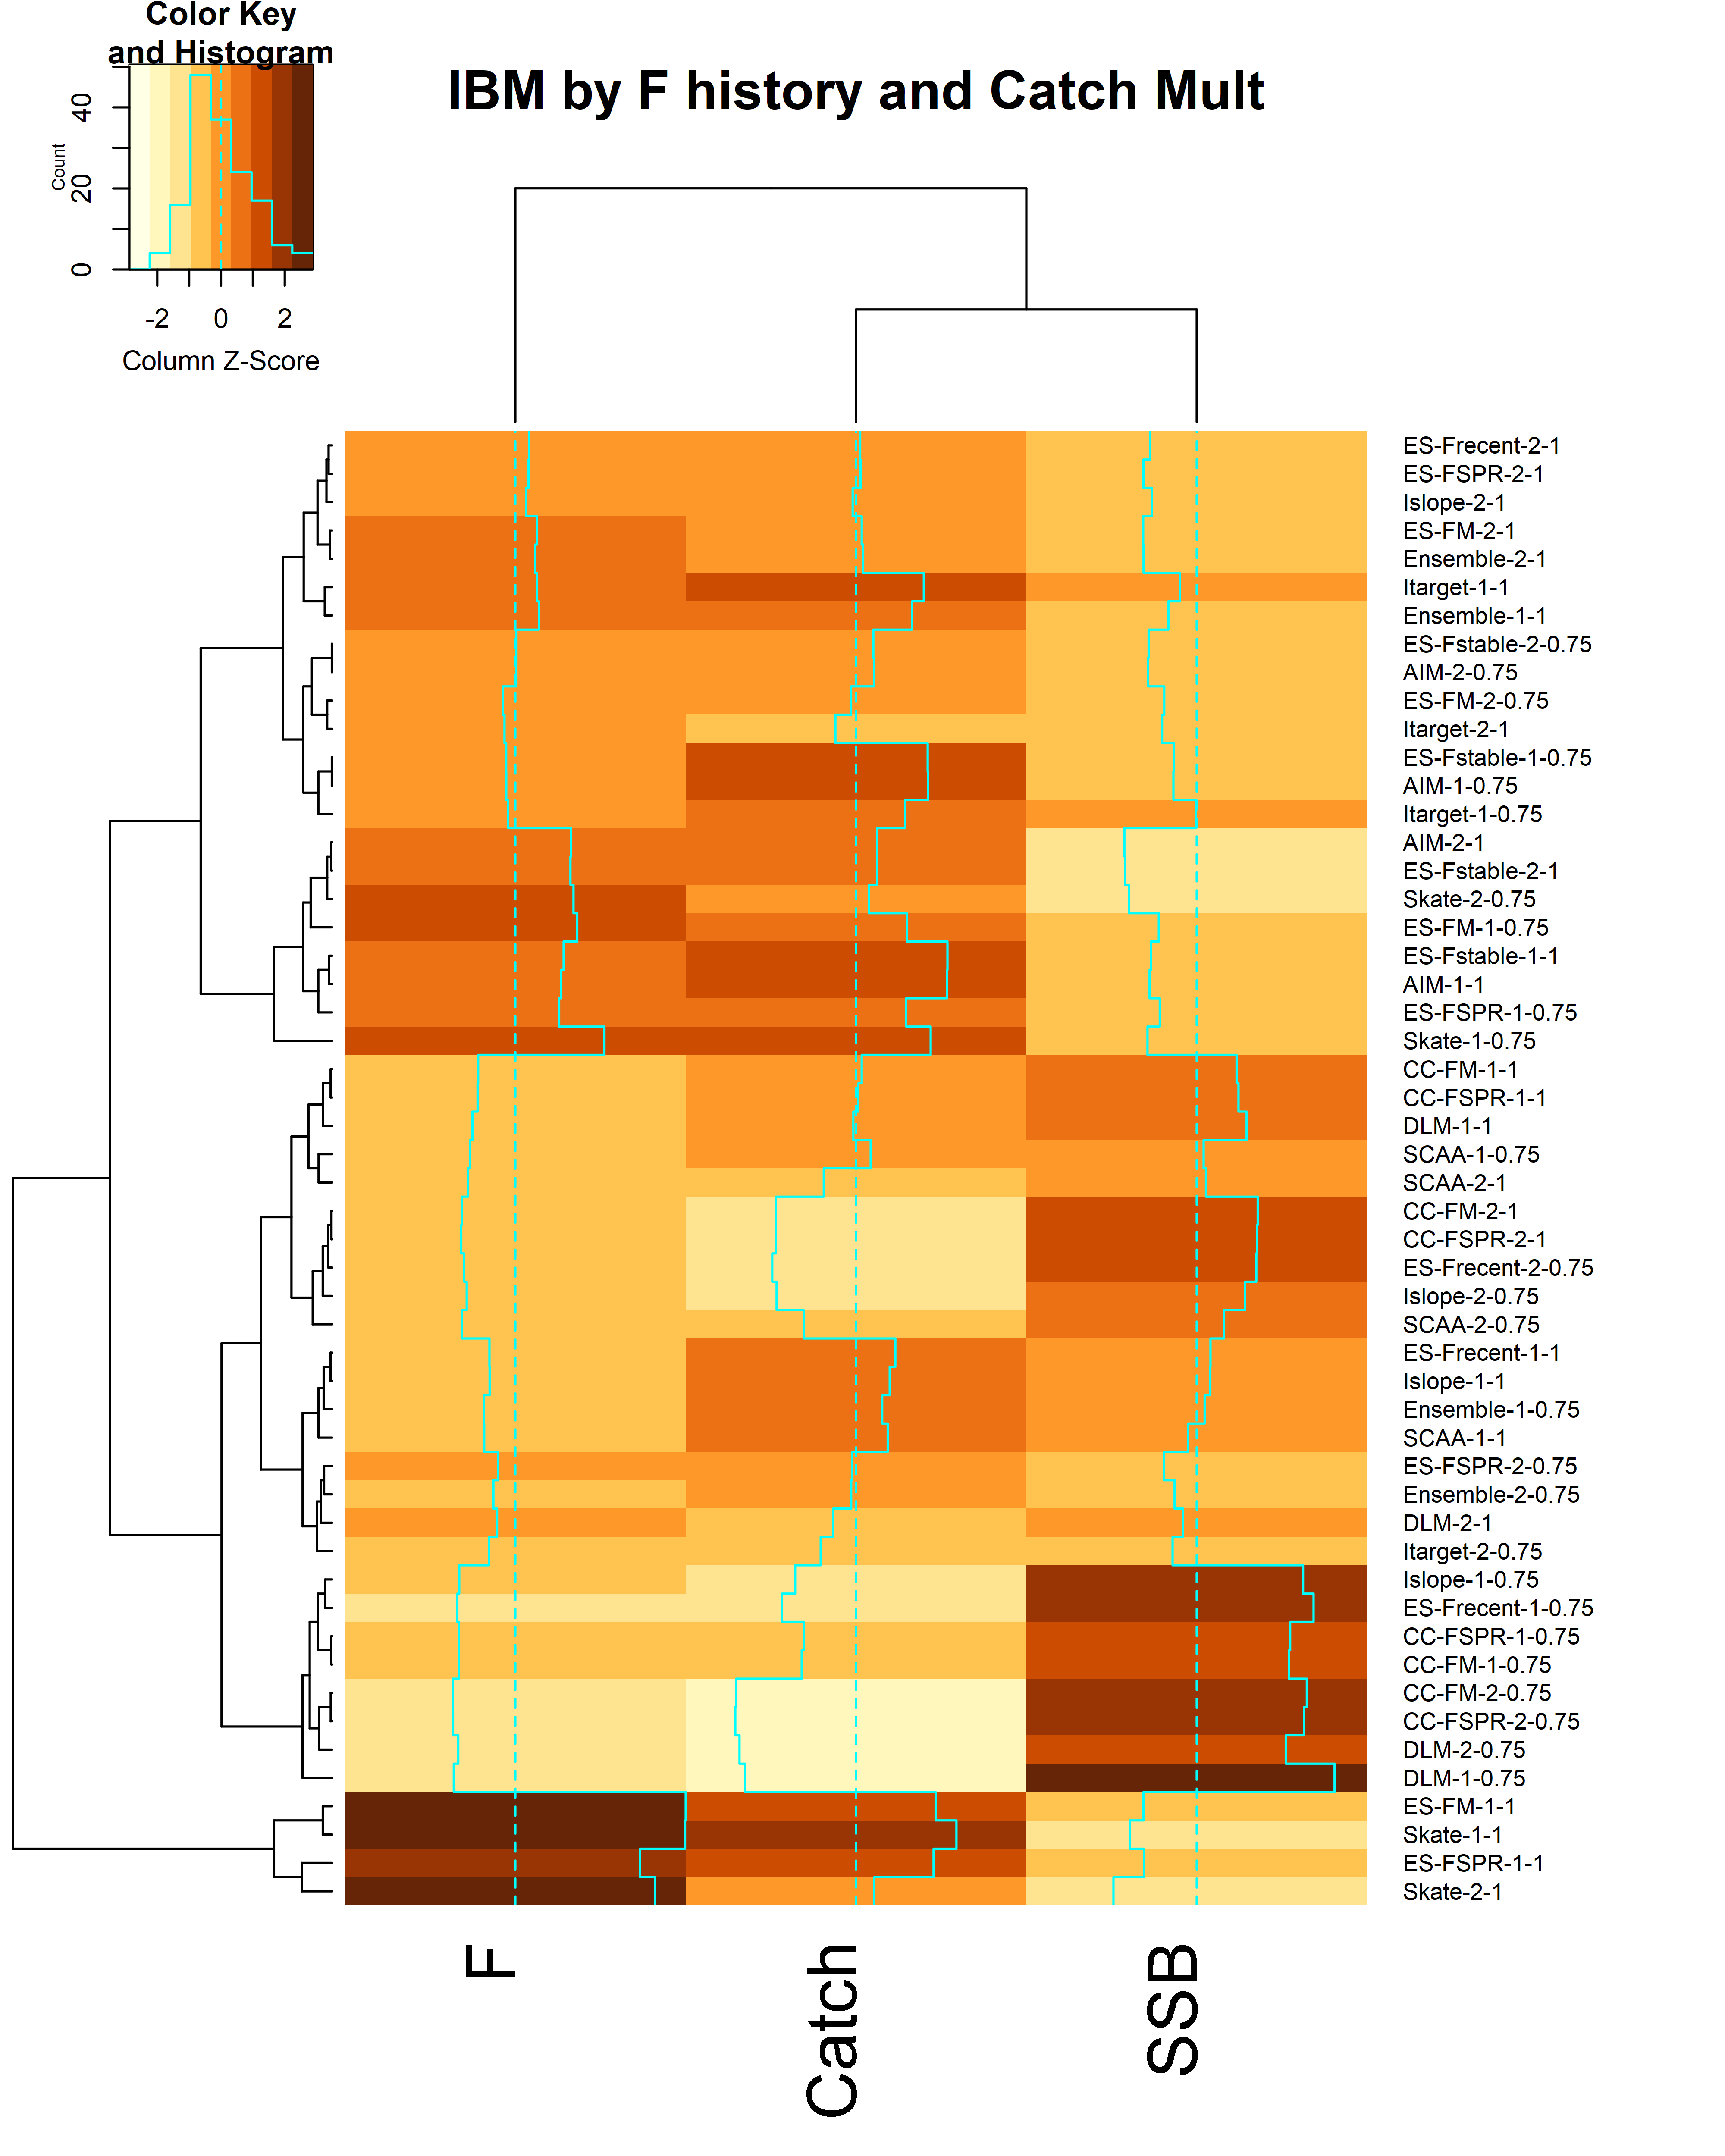 Color Key
and Histogram
IBM by F history and Catch Mult
Count
0
20
40
-2
0
2
Column Z-Score
ES-Frecent-2-1
ES-FSPR-2-1
Islope-2-1
ES-FM-2-1
Ensemble-2-1
Itarget-1-1
Ensemble-1-1
ES-Fstable-2-0.75
AIM-2-0.75
ES-FM-2-0.75
Itarget-2-1
ES-Fstable-1-0.75
AIM-1-0.75
Itarget-1-0.75
AIM-2-1
ES-Fstable-2-1
Skate-2-0.75
ES-FM-1-0.75
ES-Fstable-1-1
AIM-1-1
ES-FSPR-1-0.75
Skate-1-0.75
CC-FM-1-1
CC-FSPR-1-1
DLM-1-1
SCAA-1-0.75
SCAA-2-1
CC-FM-2-1
CC-FSPR-2-1
ES-Frecent-2-0.75
Islope-2-0.75
SCAA-2-0.75
ES-Frecent-1-1
Islope-1-1
Ensemble-1-0.75
SCAA-1-1
ES-FSPR-2-0.75
Ensemble-2-0.75
DLM-2-1
Itarget-2-0.75
Islope-1-0.75
ES-Frecent-1-0.75
CC-FSPR-1-0.75
CC-FM-1-0.75
CC-FM-2-0.75
CC-FSPR-2-0.75
DLM-2-0.75
DLM-1-0.75
ES-FM-1-1
Skate-1-1
ES-FSPR-1-1
Skate-2-1
F
Catch
SSB